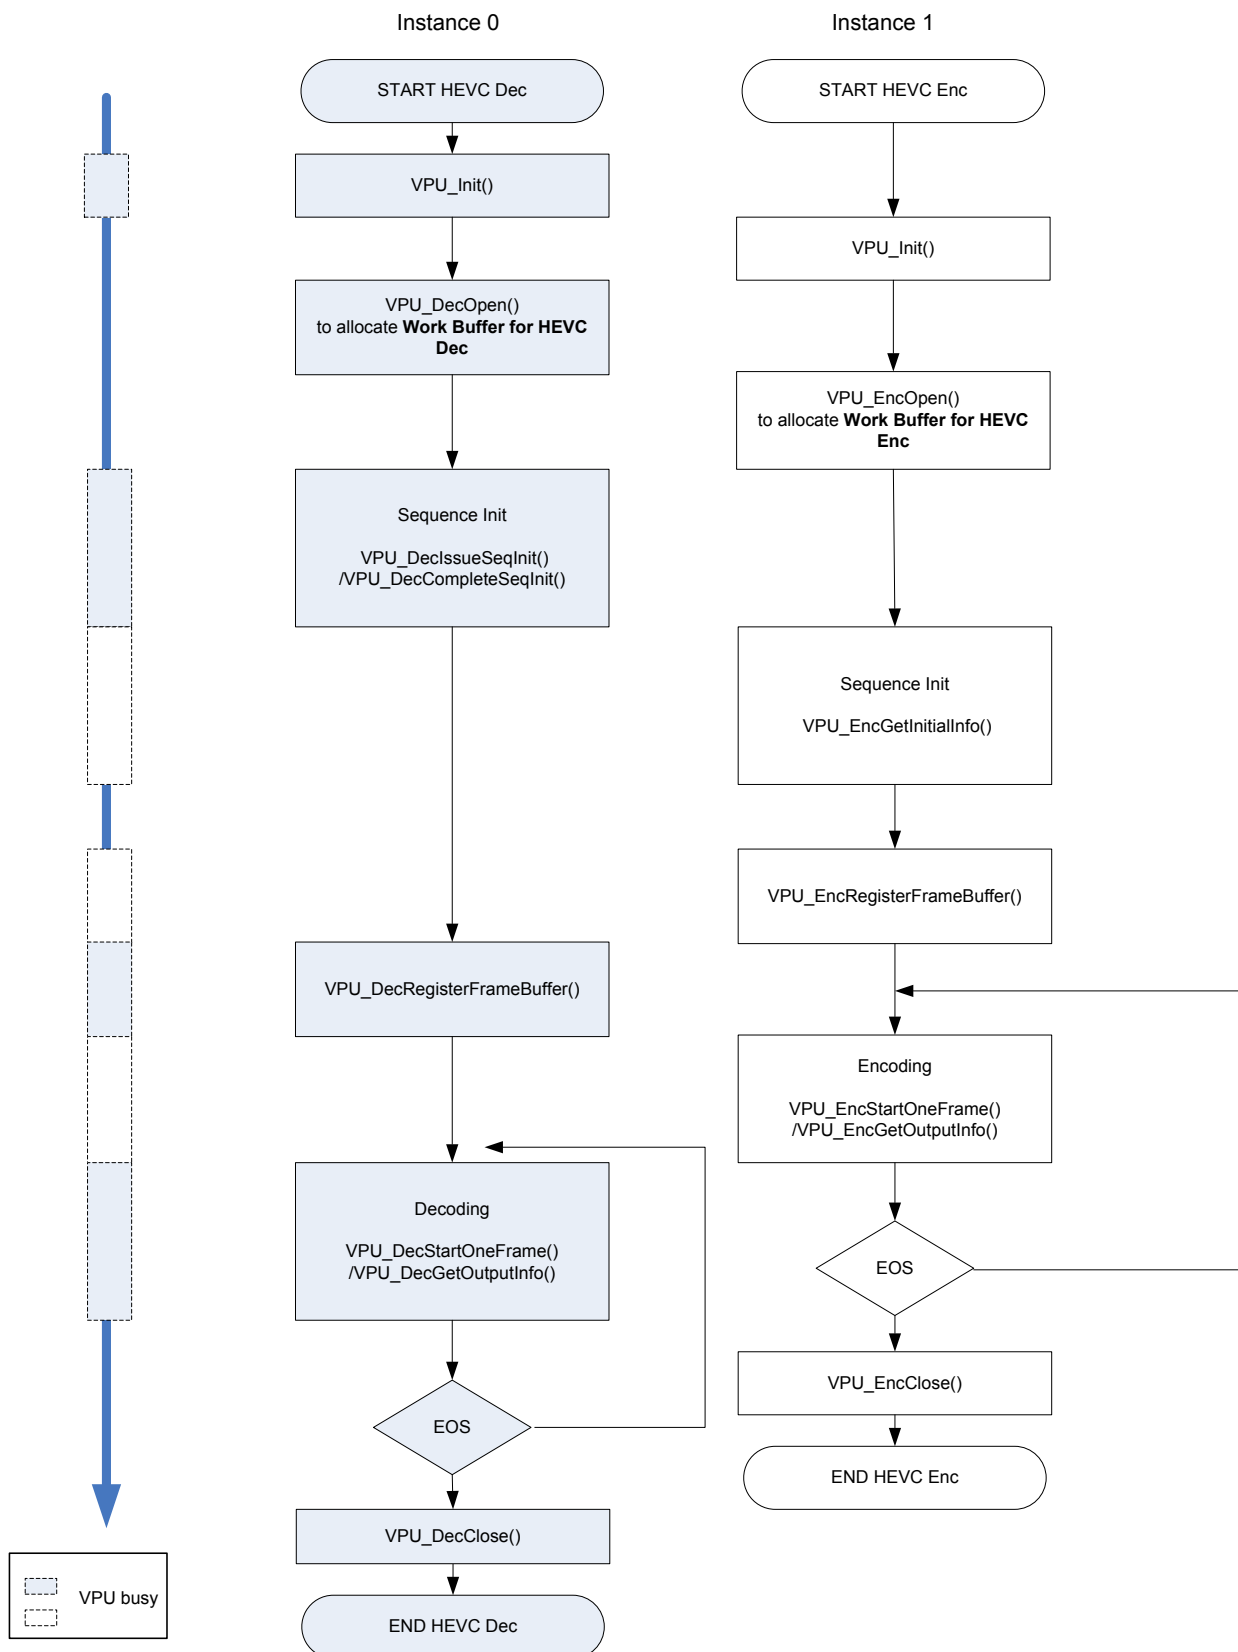 Instance 0
START HEVC Dec
VPU_Init()
VPU_DecOpen()
to allocate Work Buffer for HEVC
Dec
Sequence Init
VPU_DecIssueSeqInit()
/VPU_DecCompleteSeqInit()
VPU_DecRegisterFrameBuffer()
Decoding
VPU_DecStartOneFrame()
/VPU_DecGetOutputInfo()
EOS
VPU_DecClose()
END HEVC Dec
Instance 1
START HEVC Enc
VPU_Init()
VPU_EncOpen()
to allocate Work Buffer for HEVC
Enc
Sequence Init
VPU_EncGetInitialInfo()
VPU_EncRegisterFrameBuffer()
Encoding
VPU_EncStartOneFrame()
/VPU_EncGetOutputInfo()
EOS
VPU_EncClose()
END HEVC Enc
VPU busy